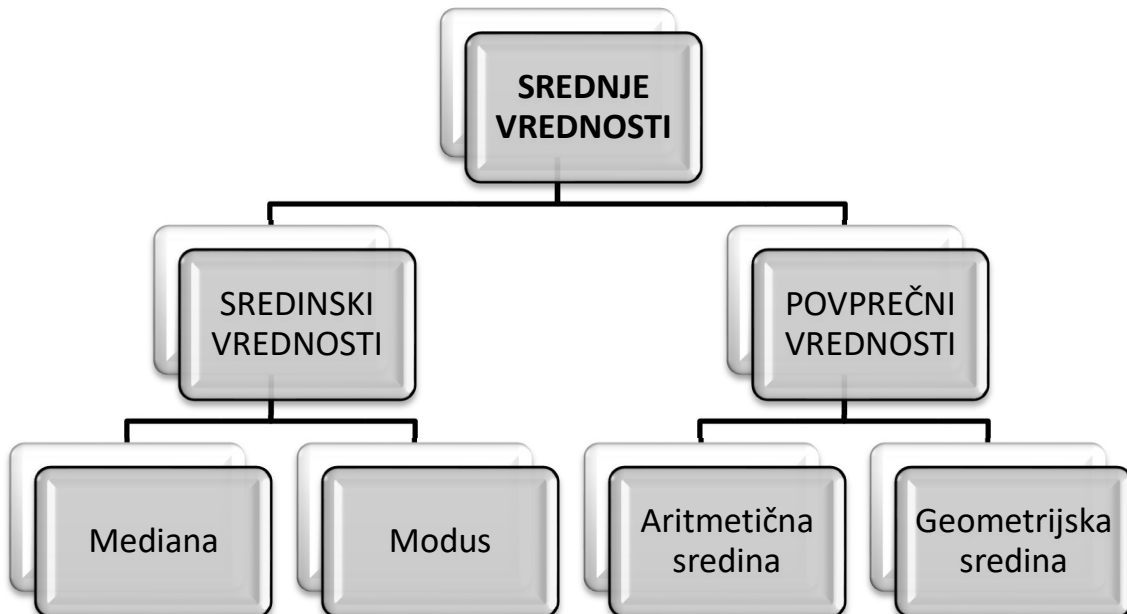 SREDNJE
VREDNOSTI
SREDINSKI
VREDNOSTI
POVPREČNI
VREDNOSTI
Mediana
Modus
Aritmetična
sredina
Geometrijska
sredina